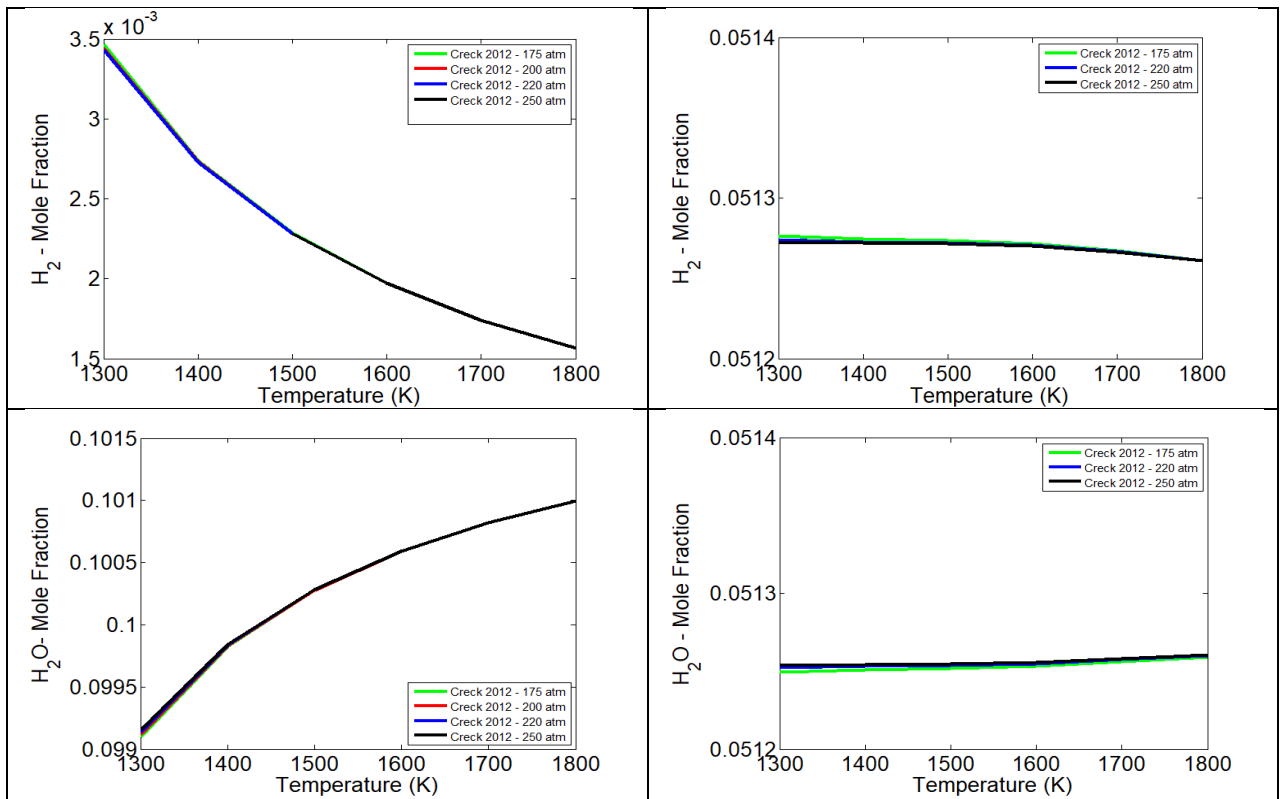 x 10-3
3.5
3
2.5
2
1.5
H2 - Mole Fraction
Creck 2012 - 175 atm
Creck 2012 - 200 atm
Creck 2012 - 220 atm
Creck 2012 - 250 atm
1300 1400 1500 1600 1700 1800
Temperature (K)
0.0514
0.0513
0.0512
H2 - Mole Fraction
Creck 2012 - 175 atm
Creck 2012 - 220 atm
Creck 2012 - 250 atm
1300 1400 1500 1600 1700 1800
Temperature (K)
0.1015
0.101
0.1005
0.1
0.0995
0.099
H2O- Mole Fraction
Creck 2012 - 175 atm
Creck 2012 - 200 atm
Creck 2012 - 220 atm
Creck 2012 - 250 atm
1300 1400 1500 1600 1700 1800
Temperature (K)
0.0514
0.0513
0.0512
H2O - Mole Fraction
Creck 2012 - 175 atm
Creck 2012 - 220 atm
Creck 2012 - 250 atm
1300 1400 1500 1600 1700 1800
Temperature (K)